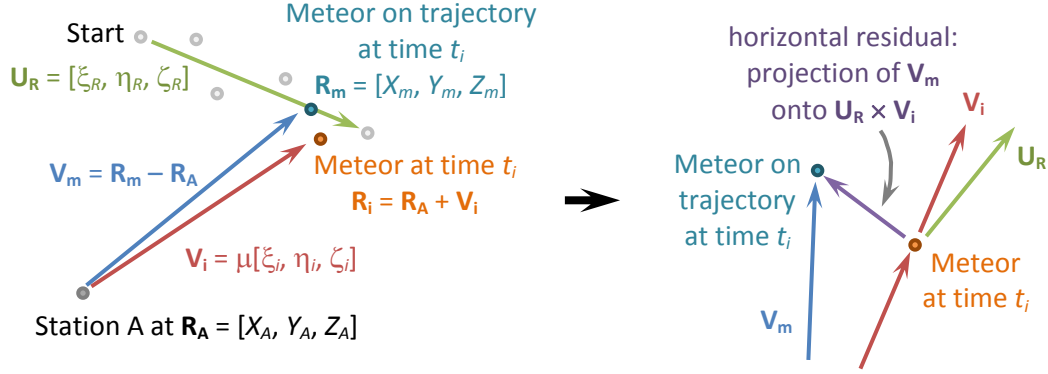 Start
U_R = [ξ_R, η_R, ζ_R]
Meteor on trajectory
at time t_i
R_m = [X_m, Y_m, Z_m]
V_m = R_m – R_A
Meteor at time t_i
R_i = R_A + V_i
V_i = μ[ξ_i, η_i, ζ_i]
Station A at R_A = [X_A, Y_A, Z_A]
horizontal residual:
projection of V_m
onto U_R × V_i
V_i
U_R
Meteor on
trajectory
at time t_i
Meteor
at time t_i
V_m